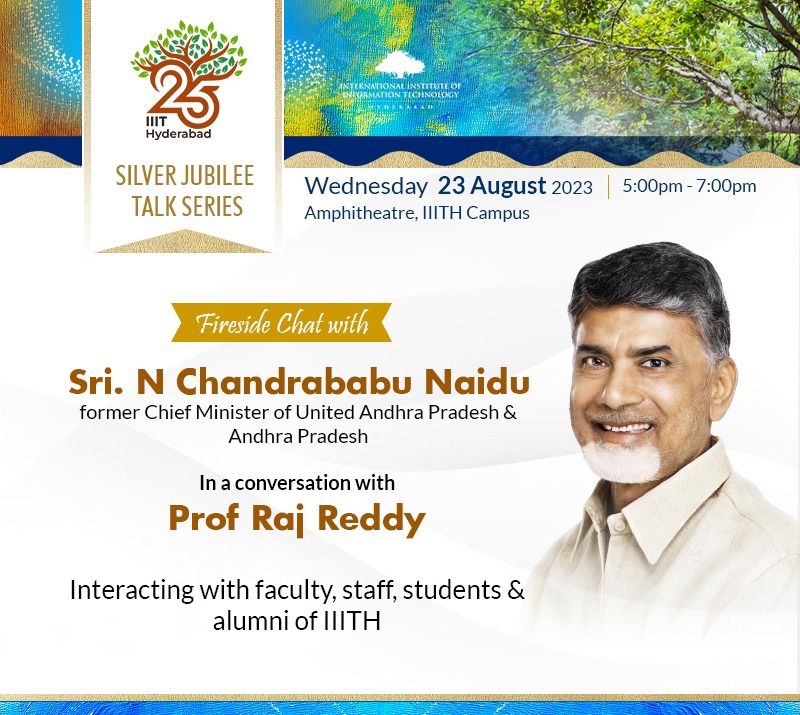 25
IIIT
Hyderabad
INTERNATIONAL INSTITUTE OF
INFORMATION TECHNOLOGY
HYDERABAD
SILVER JUBILEE
TALK SERIES
Wednesday 23 August 2023 | 5:00pm - 7:00pm
Amphitheatre, IIITH Campus
Fireside Chat with
Sri. N Chandrababu Naidu
former Chief Minister of United Andhra Pradesh &
Andhra Pradesh
In a conversation with
Prof Raj Reddy
Interacting with faculty, staff, students &
alumni of IIITH